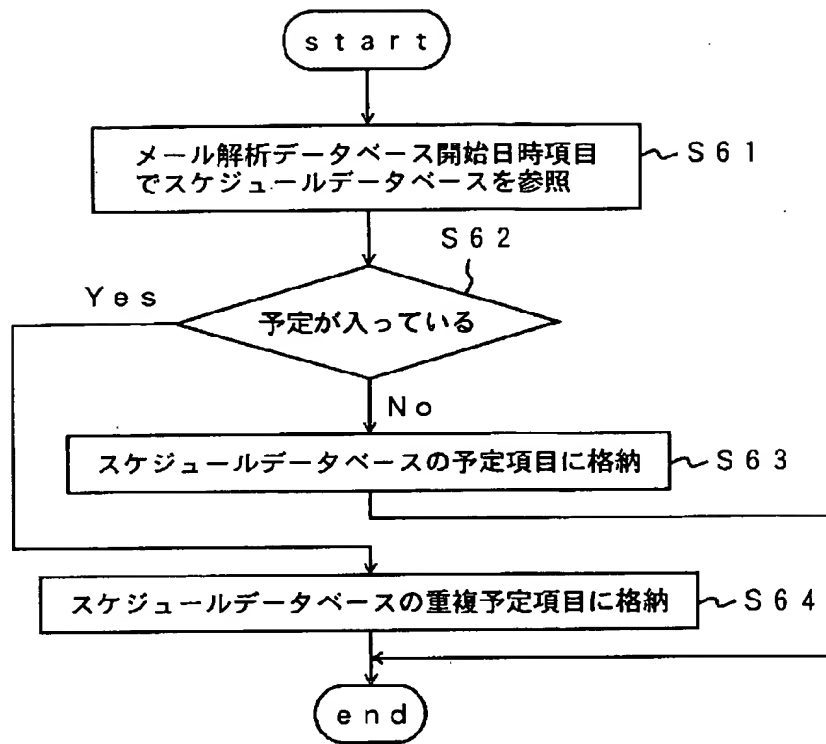 start
メール解析データベース開始日時項目
でスケジュールデータベースを参照
S61
S62
Yes
予定が入っている
No
スケジュールデータベースの予定項目に格納
S63
スケジュールデータベースの重複予定項目に格納
S64
end